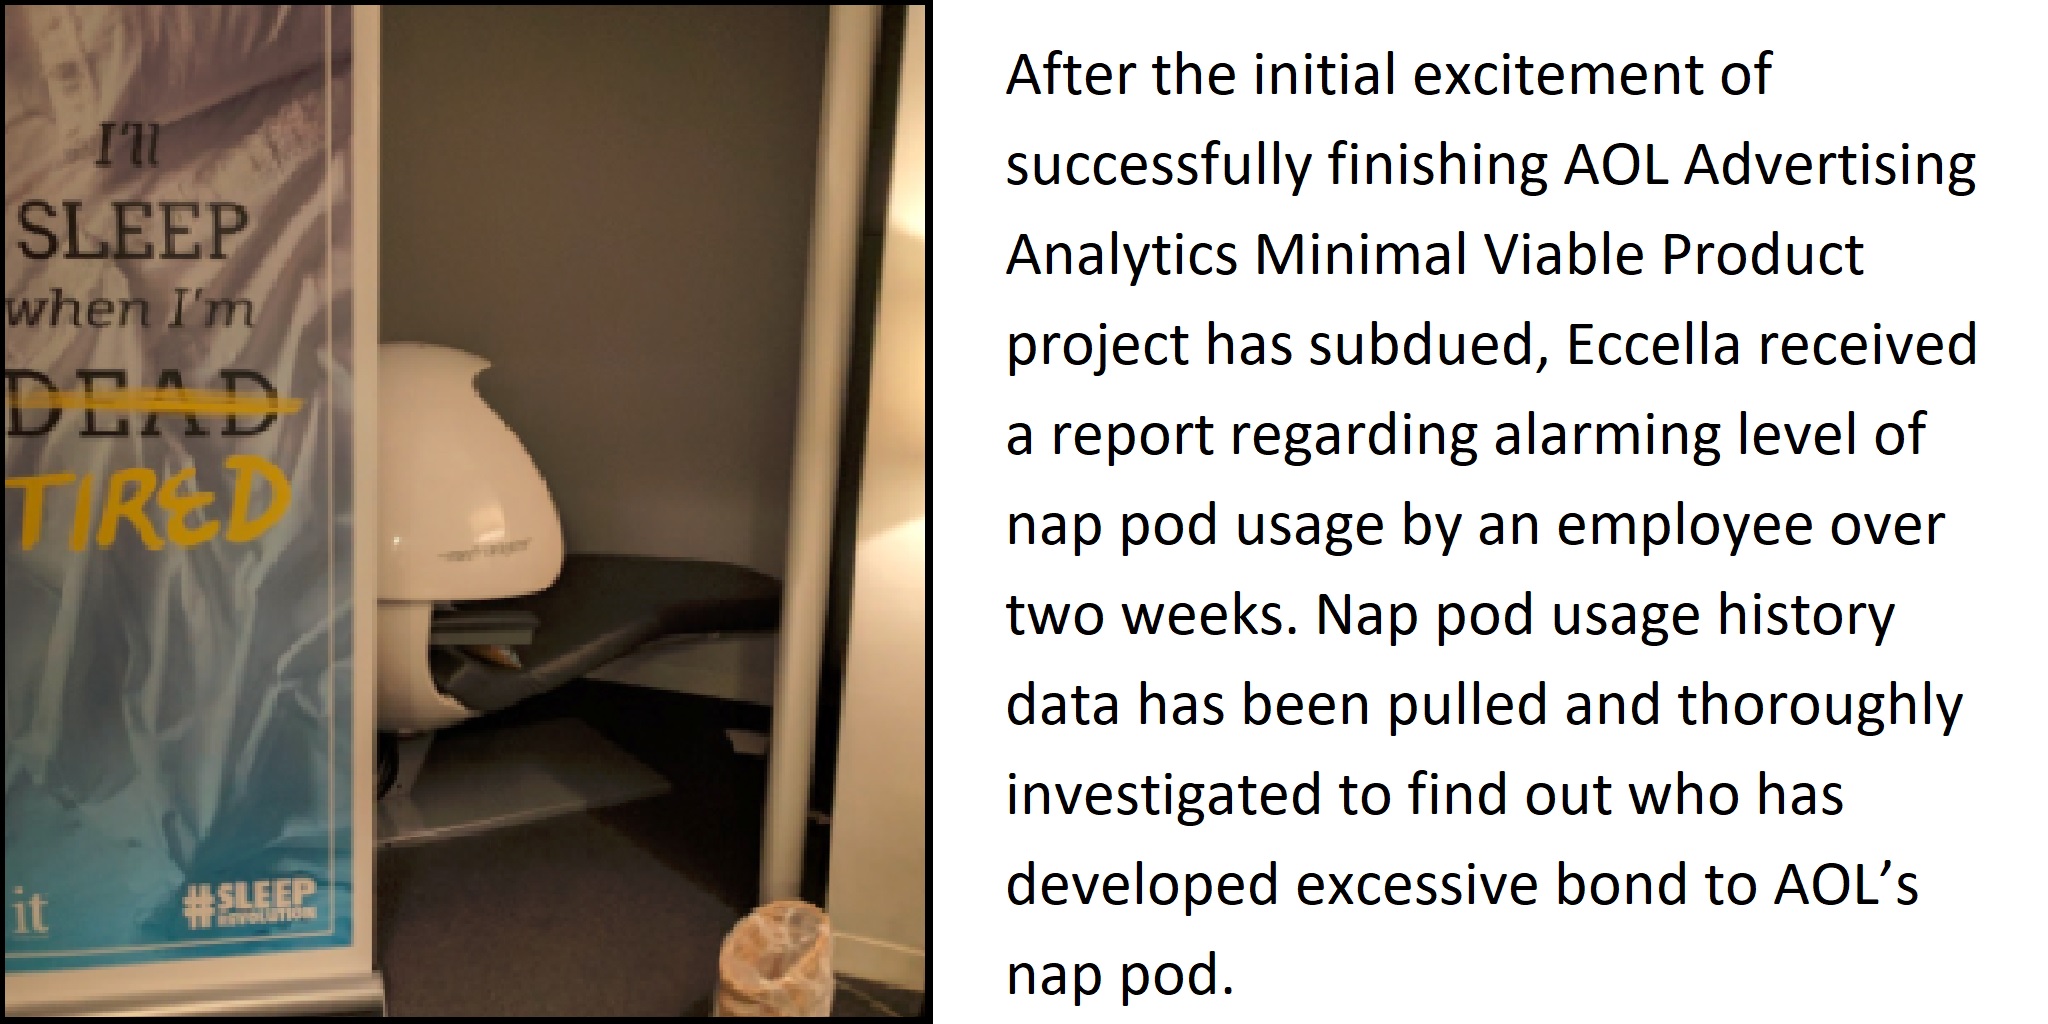 I'll
SLEEP
when I'm
DEAD
TIRED
it
#SLEEP
REVOLUTION
After the initial excitement of
successfully finishing AOL Advertising
Analytics Minimal Viable Product
project has subdued, Eccella received
a report regarding alarming level of
nap pod usage by an employee over
two weeks. Nap pod usage history
data has been pulled and thoroughly
investigated to find out who has
developed excessive bond to AOL’s
nap pod.